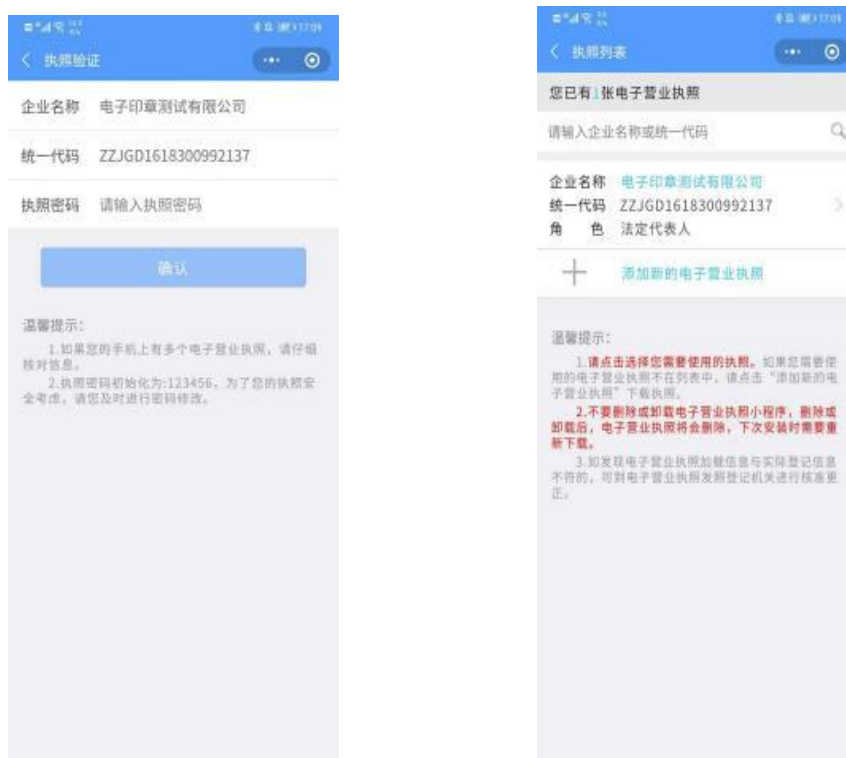 17:09
执照验证
企业名称 电子印章测试有限公司
统一代码 ZZJGD1618300992137
执照密码 请输入执照密码
确认
温馨提示:
1.如果您的手机上有多个电子营业执照，请仔细
核对信息。
2.执照密码初始化为:123456，为了您的执照安
全考虑，请您及时进行密码修改。
17:09
执照列表
您已有1张电子营业执照
请输入企业名称或统一代码
企业名称 电子印章测试有限公司
统一代码 ZZJGD1618300992137
角 色 法定代表人
添加新的电子营业执照
温馨提示:
1.请点击选择您需要使用的执照。如果您需要使
用的电子营业执照不在列表中，请点击“添加新的电
子营业执照”下载执照。
2.不要删除或卸载电子营业执照小程序，删除或
卸载后，电子营业执照将会删除，下次安装时需要重
新下载。
3.如发现电子营业执照加载信息与实际登记信息
不符的，可到电子营业执照发照登记机关进行核准更
正。